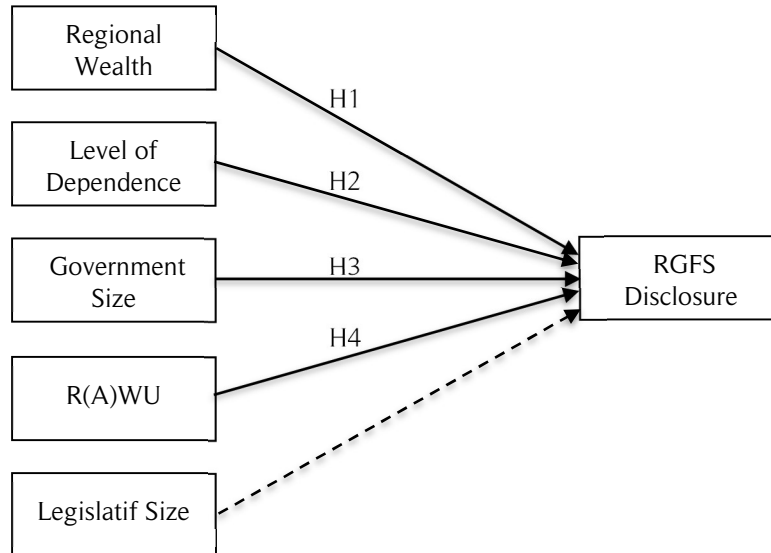 Regional
Wealth
H1
Level of
Dependence
H2
Government
Size
H3
RGFS
Disclosure
R(A)WU
H4
Legislatif Size